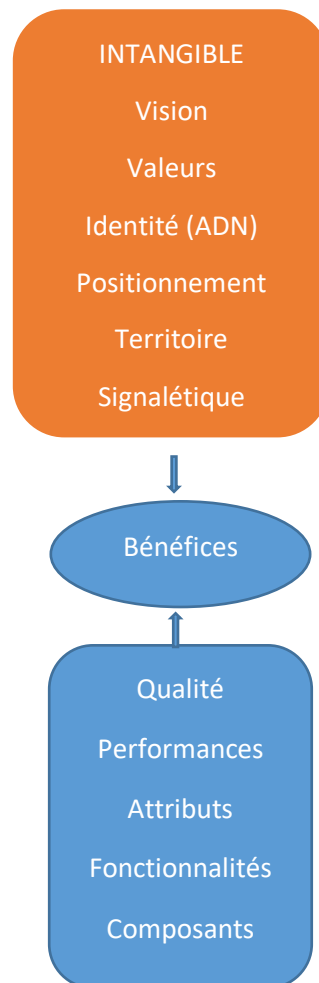 INTANGIBLE
Vision
Valeurs
Identité (ADN)
Positionnement
Territoire
Signalétique
Bénéfices
Qualité
Performances
Attributs
Fonctionnalités
Composants